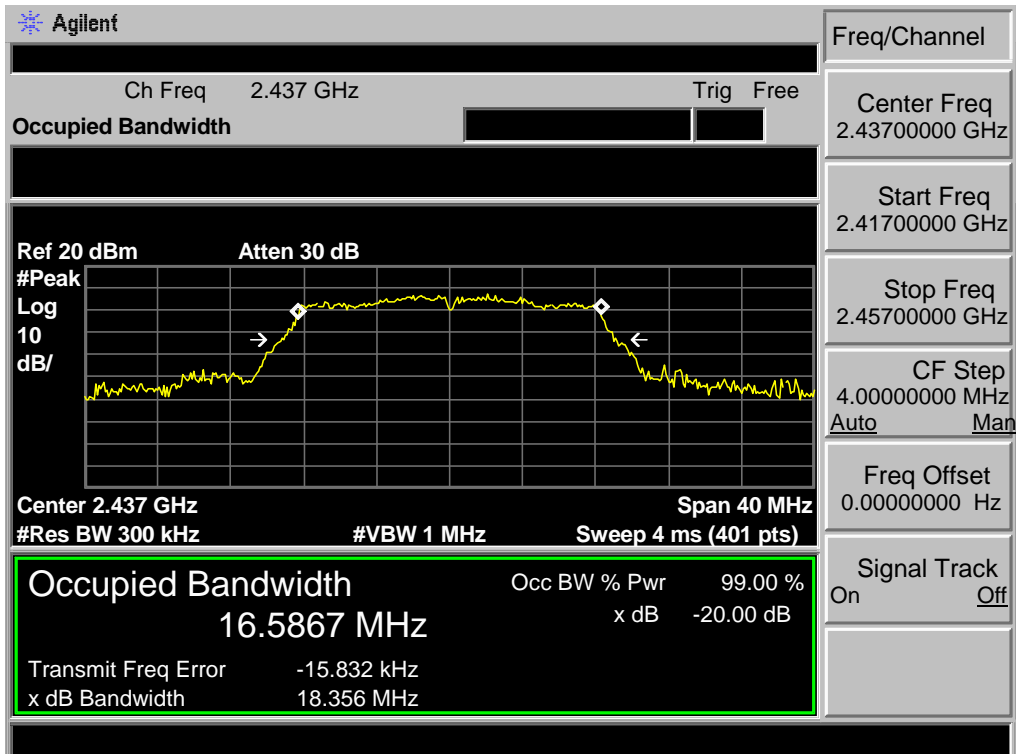 Agilent
Freq/Channel
Ch Freq 2.437 GHz Trig Free
Occupied Bandwidth
Center Freq
2.43700000 GHz
Start Freq
2.41700000 GHz
Stop Freq
2.45700000 GHz
CF Step
4.00000000 MHz
Auto Man
Freq Offset
0.00000000 Hz
Signal Track
On Off
Ref 20 dBm Atten 30 dB
#Peak
Log
10
dB/
Center 2.437 GHz Span 40 MHz
#Res BW 300 kHz #VBW 1 MHz Sweep 4 ms (401 pts)
Occupied Bandwidth Occ BW % Pwr 99.00 %
16.5867 MHz x dB -20.00 dB
Transmit Freq Error -15.832 kHz
x dB Bandwidth 18.356 MHz